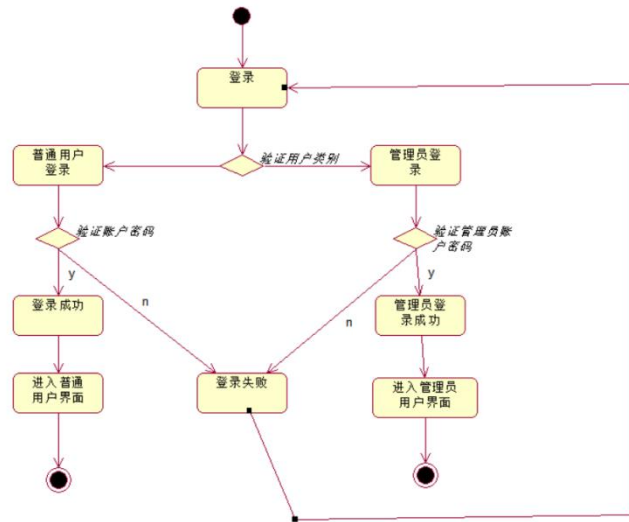 登录
普通用户
登录
验证用户类别
管理员登
录
验证账户密码
验证管理员账
户密码
y
n
y
n
登录成功
管理员登
录成功
进入普通
用户界面
登录失败
进入管理员
用户界面